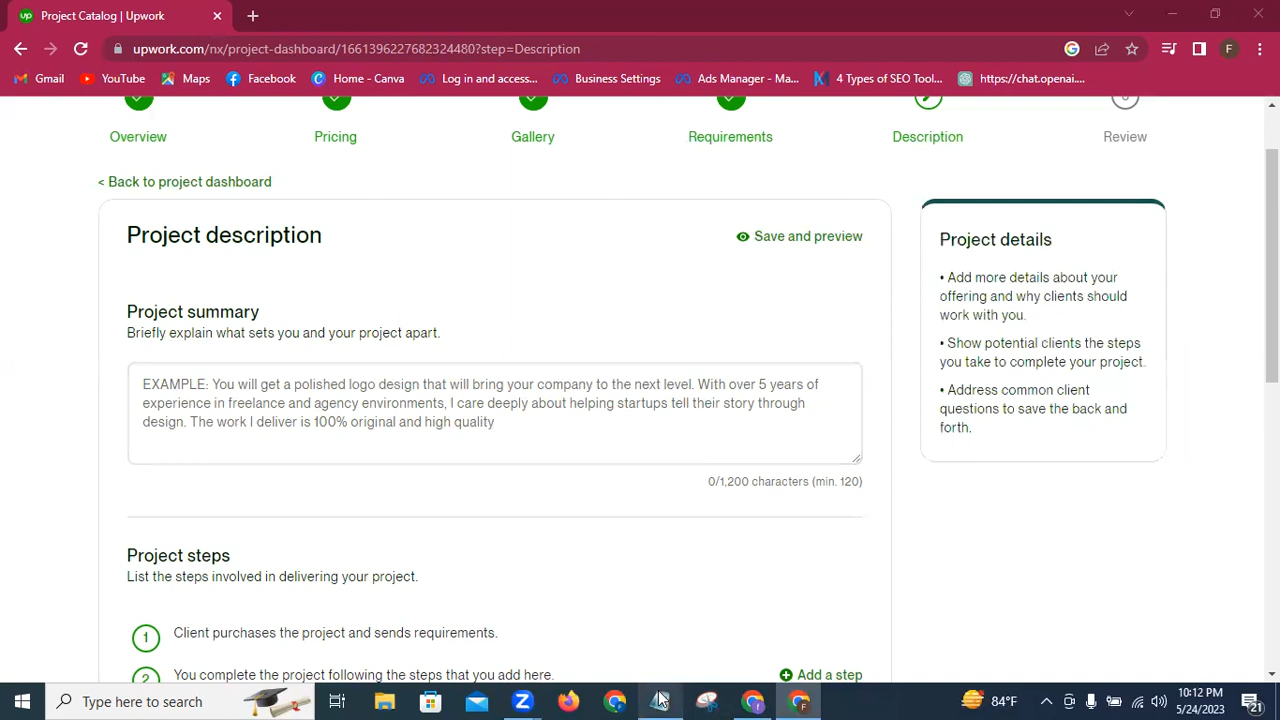 up Project Catalog | Upwork
upwork.com/nx/project-dashboard/1661396227682324480?step=Description
F
Gmail YouTube Maps Facebook Home - Canva Log in and access... Business Settings Ads Manager - Ma... 4 Types of SEO Tool... https://chat.openai....
Overview Pricing Gallery Requirements Description Review
< Back to project dashboard
Project description
Save and preview
Project summary
Briefly explain what sets you and your project apart.
EXAMPLE: You will get a polished logo design that will bring your company to the next level. With over 5 years of
experience in freelance and agency environments, I care deeply about helping startups tell their story through
design. The work I deliver is 100% original and high quality
0/1,200 characters (min. 120)
Project steps
List the steps involved in delivering your project.
1 Client purchases the project and sends requirements.
2 You complete the project following the steps that you add here.
Add a step
Project details
• Add more details about your
offering and why clients should
work with you.
• Show potential clients the steps
you take to complete your project.
• Address common client
questions to save the back and
forth.
Type here to search
84°F
10:12 PM
5/24/2023
21